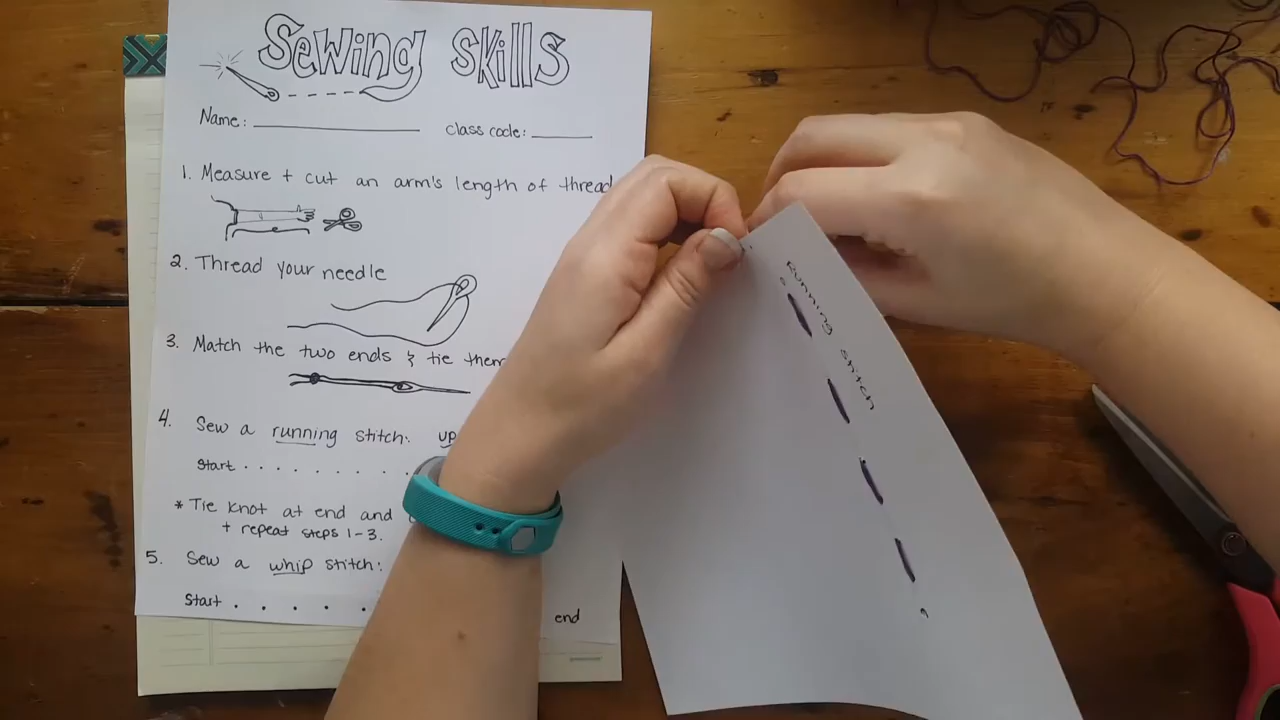 Sewing Skills
Name: class code:
1. Measure + cut an arm's length of thread
2. Thread your needle
3. Match the two ends & tie them
4. Sew a running stitch: up
Start
* Tie knot at end and
+ repeat steps 1-3.
5. Sew a whip stitch:
Start end
Running stitch